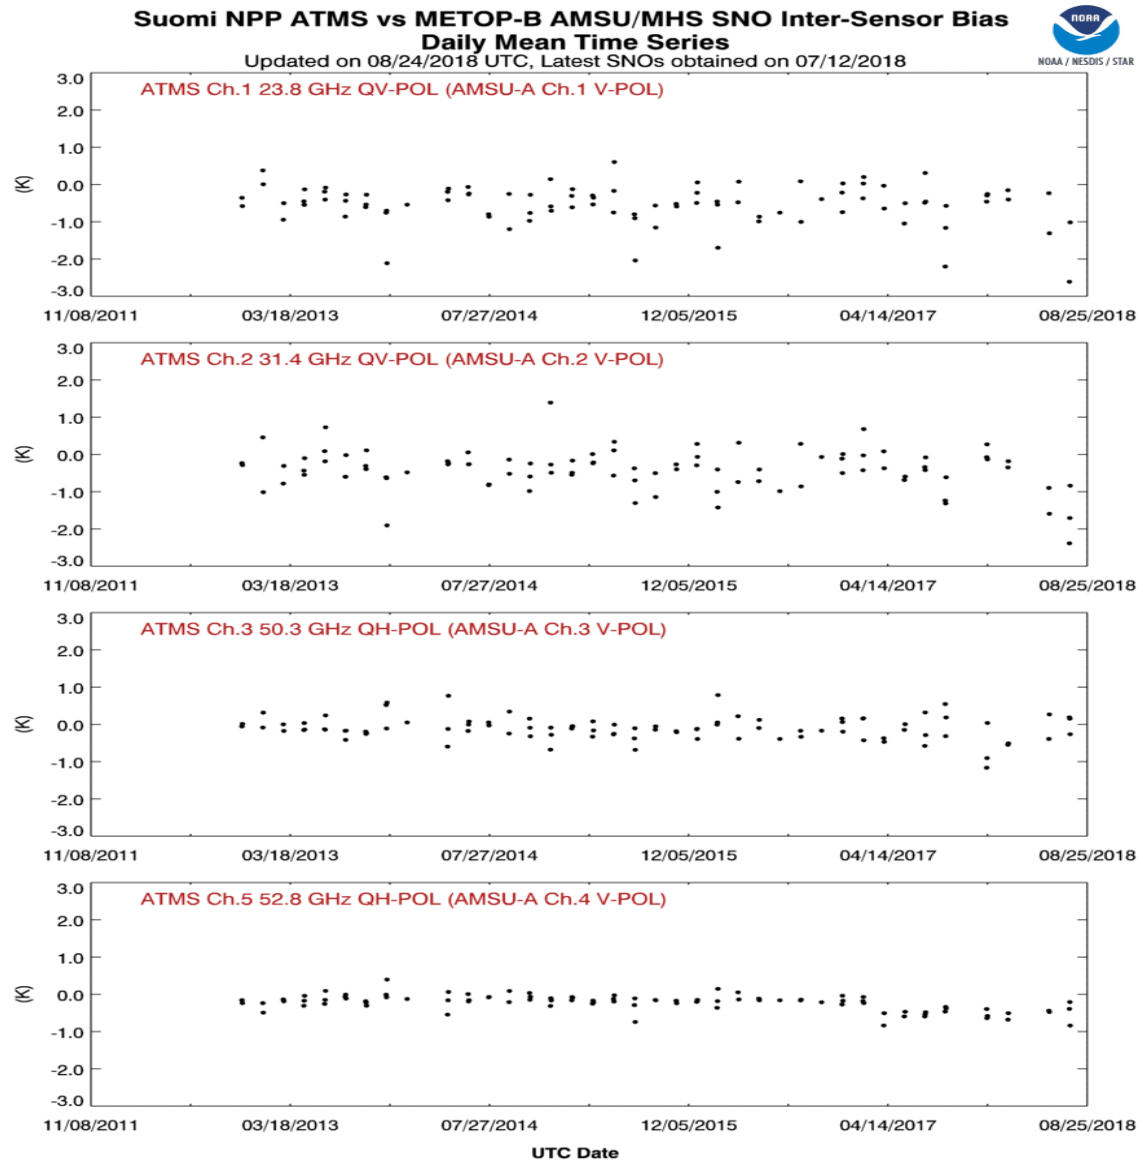 Suomi NPP ATMS vs METOP-B AMSU/MHS SNO Inter-Sensor Bias
Daily Mean Time Series
Updated on 08/24/2018 UTC, Latest SNOs obtained on 07/12/2018
NOAA
NOAA / NESDIS / STAR
ATMS Ch.1 23.8 GHz QV-POL (AMSU-A Ch.1 V-POL)
3.0
2.0
1.0
0.0
-1.0
-2.0
-3.0
(K)
11/08/2011 03/18/2013 07/27/2014 12/05/2015 04/14/2017 08/25/2018
ATMS Ch.2 31.4 GHz QV-POL (AMSU-A Ch.2 V-POL)
3.0
2.0
1.0
0.0
-1.0
-2.0
-3.0
(K)
11/08/2011 03/18/2013 07/27/2014 12/05/2015 04/14/2017 08/25/2018
ATMS Ch.3 50.3 GHz QH-POL (AMSU-A Ch.3 V-POL)
3.0
2.0
1.0
0.0
-1.0
-2.0
-3.0
(K)
11/08/2011 03/18/2013 07/27/2014 12/05/2015 04/14/2017 08/25/2018
ATMS Ch.5 52.8 GHz QH-POL (AMSU-A Ch.4 V-POL)
3.0
2.0
1.0
0.0
-1.0
-2.0
-3.0
(K)
11/08/2011 03/18/2013 07/27/2014 12/05/2015 04/14/2017 08/25/2018
UTC Date